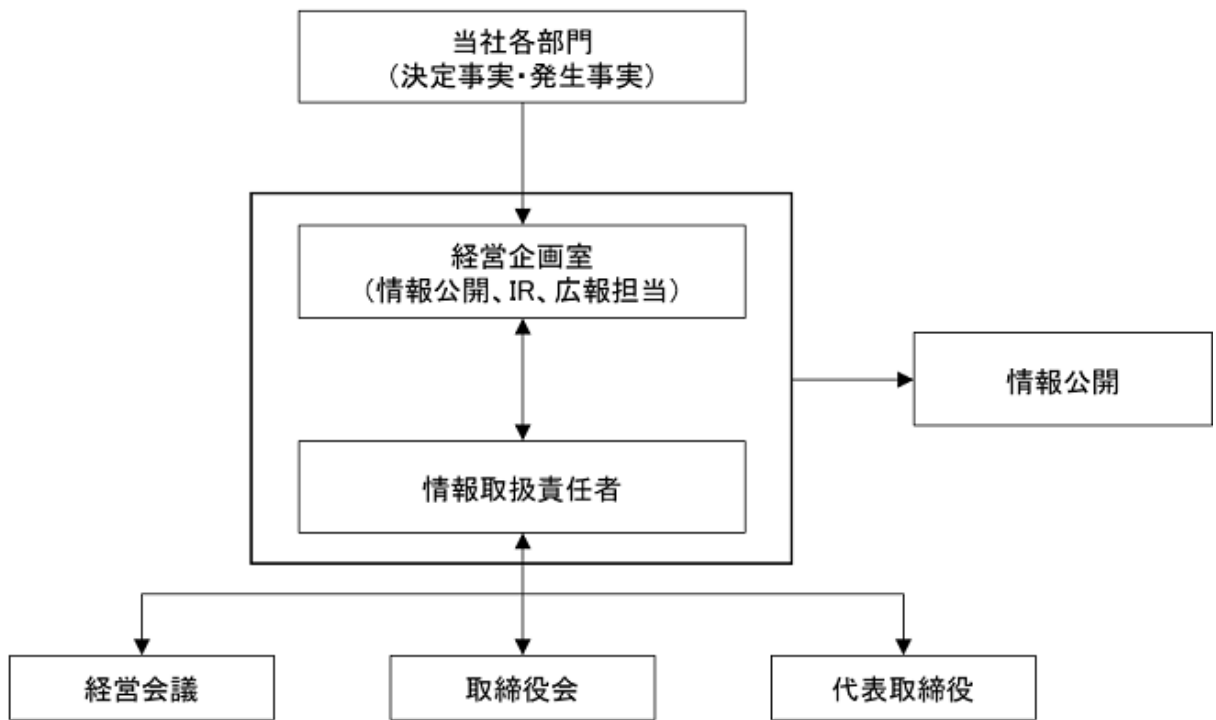 当社各部門
（決定事実・発生事実）
経営企画室
（情報公開、IR、広報担当）
情報公開
情報取扱責任者
経営会議
取締役会
代表取締役